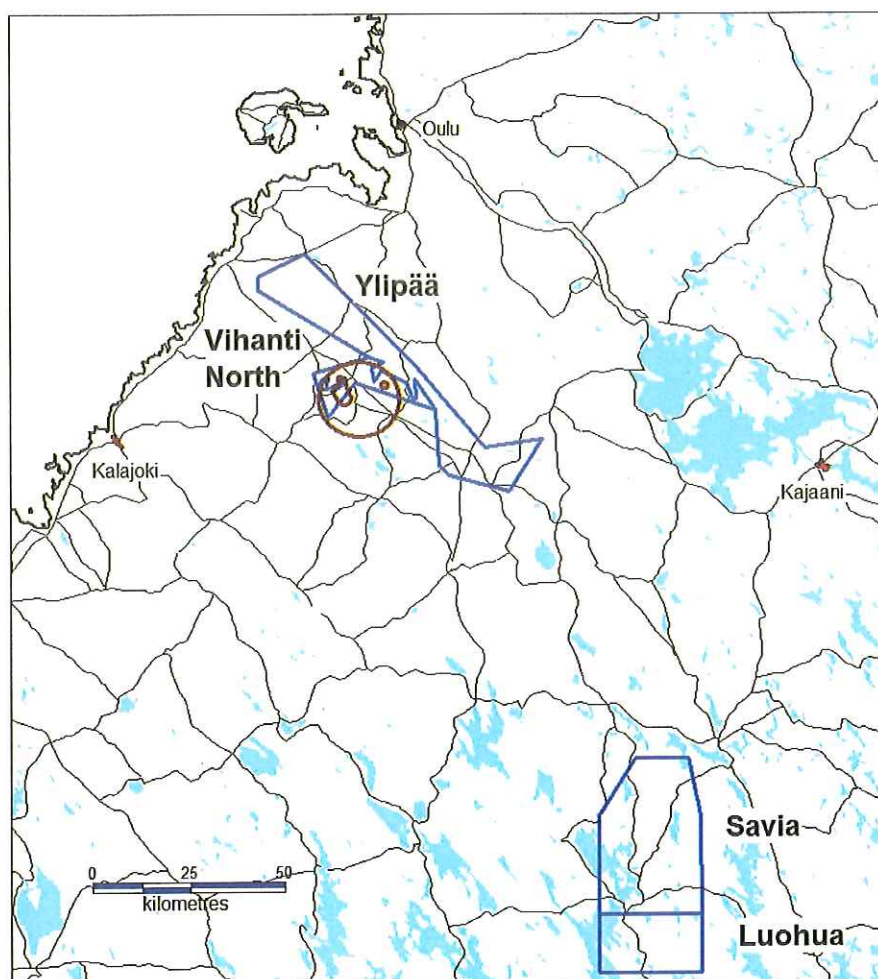 Oulu
Ylipää
Vihanti
North
Kalajoki
Kajaani
Savia
0 25 50
kilometres
Luohua